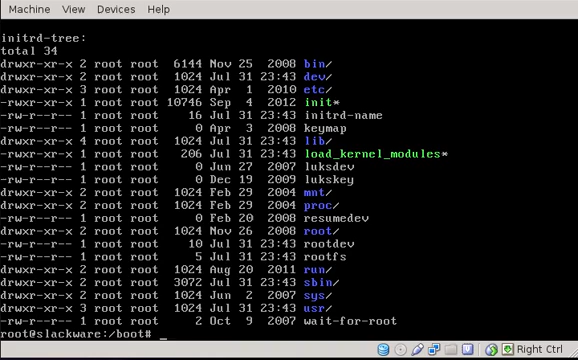 Machine View Devices Help
initrd-tree:
total 34
drwxr-xr-x 2 root root 6144 Nov 25 2008 bin/
drwxr-xr-x 2 root root 1024 Jul 31 23:43 dev/
drwxr-xr-x 3 root root 1024 Apr 1 2010 etc/
-rwxr-xr-x 1 root root 10746 Sep 4 2012 init*
-rw-r--r-- 1 root root 16 Jul 31 23:43 initrd-name
-rw-r--r-- 1 root root 0 Apr 3 2008 keymap
drwxr-xr-x 4 root root 1024 Jul 31 23:43 lib/
-rwxr-xr-x 1 root root 206 Jul 31 23:43 load_kernel_modules*
-rw-r--r-- 1 root root 0 Jun 27 2007 luksdev
-rw-r--r-- 1 root root 0 Dec 19 2009 lukskey
drwxr-xr-x 2 root root 1024 Feb 29 2004 mnt/
drwxr-xr-x 2 root root 1024 Feb 29 2004 proc/
-rw-r--r-- 1 root root 0 Feb 20 2008 resumedev
drwxr-xr-x 2 root root 1024 Nov 26 2008 root/
-rw-r--r-- 1 root root 10 Jul 31 23:43 rootdev
-rw-r--r-- 1 root root 5 Jul 31 23:43 rootfs
drwxr-xr-x 2 root root 1024 Aug 20 2011 run/
drwxr-xr-x 2 root root 3072 Jul 31 23:43 sbin/
drwxr-xr-x 2 root root 1024 Jun 2 2007 sys/
drwxr-xr-x 3 root root 1024 Jul 31 23:43 usr/
-rw-r--r-- 1 root root 2 Oct 9 2007 wait-for-root
root@slackware:/boot# _
Right Ctrl